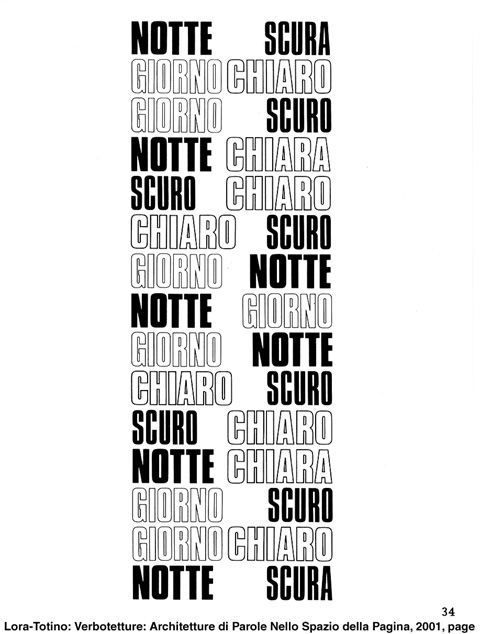 NOTTE SCURA
GIORNO CHIARO
GIORNO SCURO
NOTTE CHIARA
SCURO CHIARO
CHIARO SCURO
GIORNO NOTTE
NOTTE GIORNO
GIORNO NOTTE
CHIARO SCURO
SCURO CHIARO
NOTTE CHIARA
GIORNO SCURO
GIORNO CHIARO
NOTTE SCURA
34
Lora-Totino: Verbotetture: Architetture di Parole Nello Spazio della Pagina, 2001, page